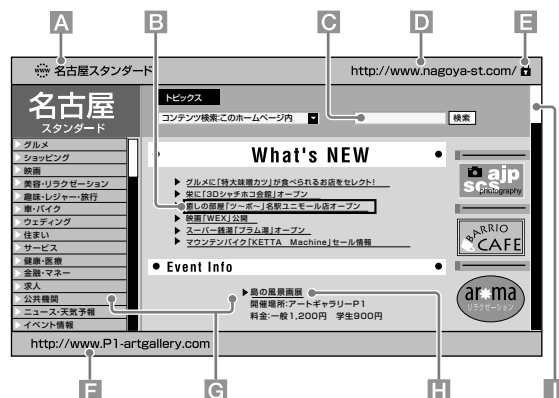 A
B
C
D
E
www 名古屋スタンダード
http://www.nagoya-st.com/
名古屋
スタンダード
グルメ
ショッピング
映画
美容・リラクゼーション
趣味・レジャー・旅行
車・バイク
ウェディング
住まい
サービス
健康・医療
金融・マネー
求人
公共機関
ニュース・天気予報
イベント情報
トピックス
コンテンツ検索:このホームページ内
検索
What's NEW
グルメに「特大味噌カツ」が食べられるお店をセレクト!
栄に「3Dシャチホコ会館」オープン
癒しの部屋「ツ〜ボ〜」名駅ユニモール店オープン
映画「WEX」公開
スーパー銭湯「プラム湯」オープン
マウンテンバイク「KETTA Machine」セール情報
Event Info
島の風景画展
開催場所:アートギャラリーP1
料金:一般1,200円 学生900円
ajp
scs
photography
BARRIO
CAFE
aroma
リラクゼーション
http://www.P1-artgallery.com
F
G
H
I